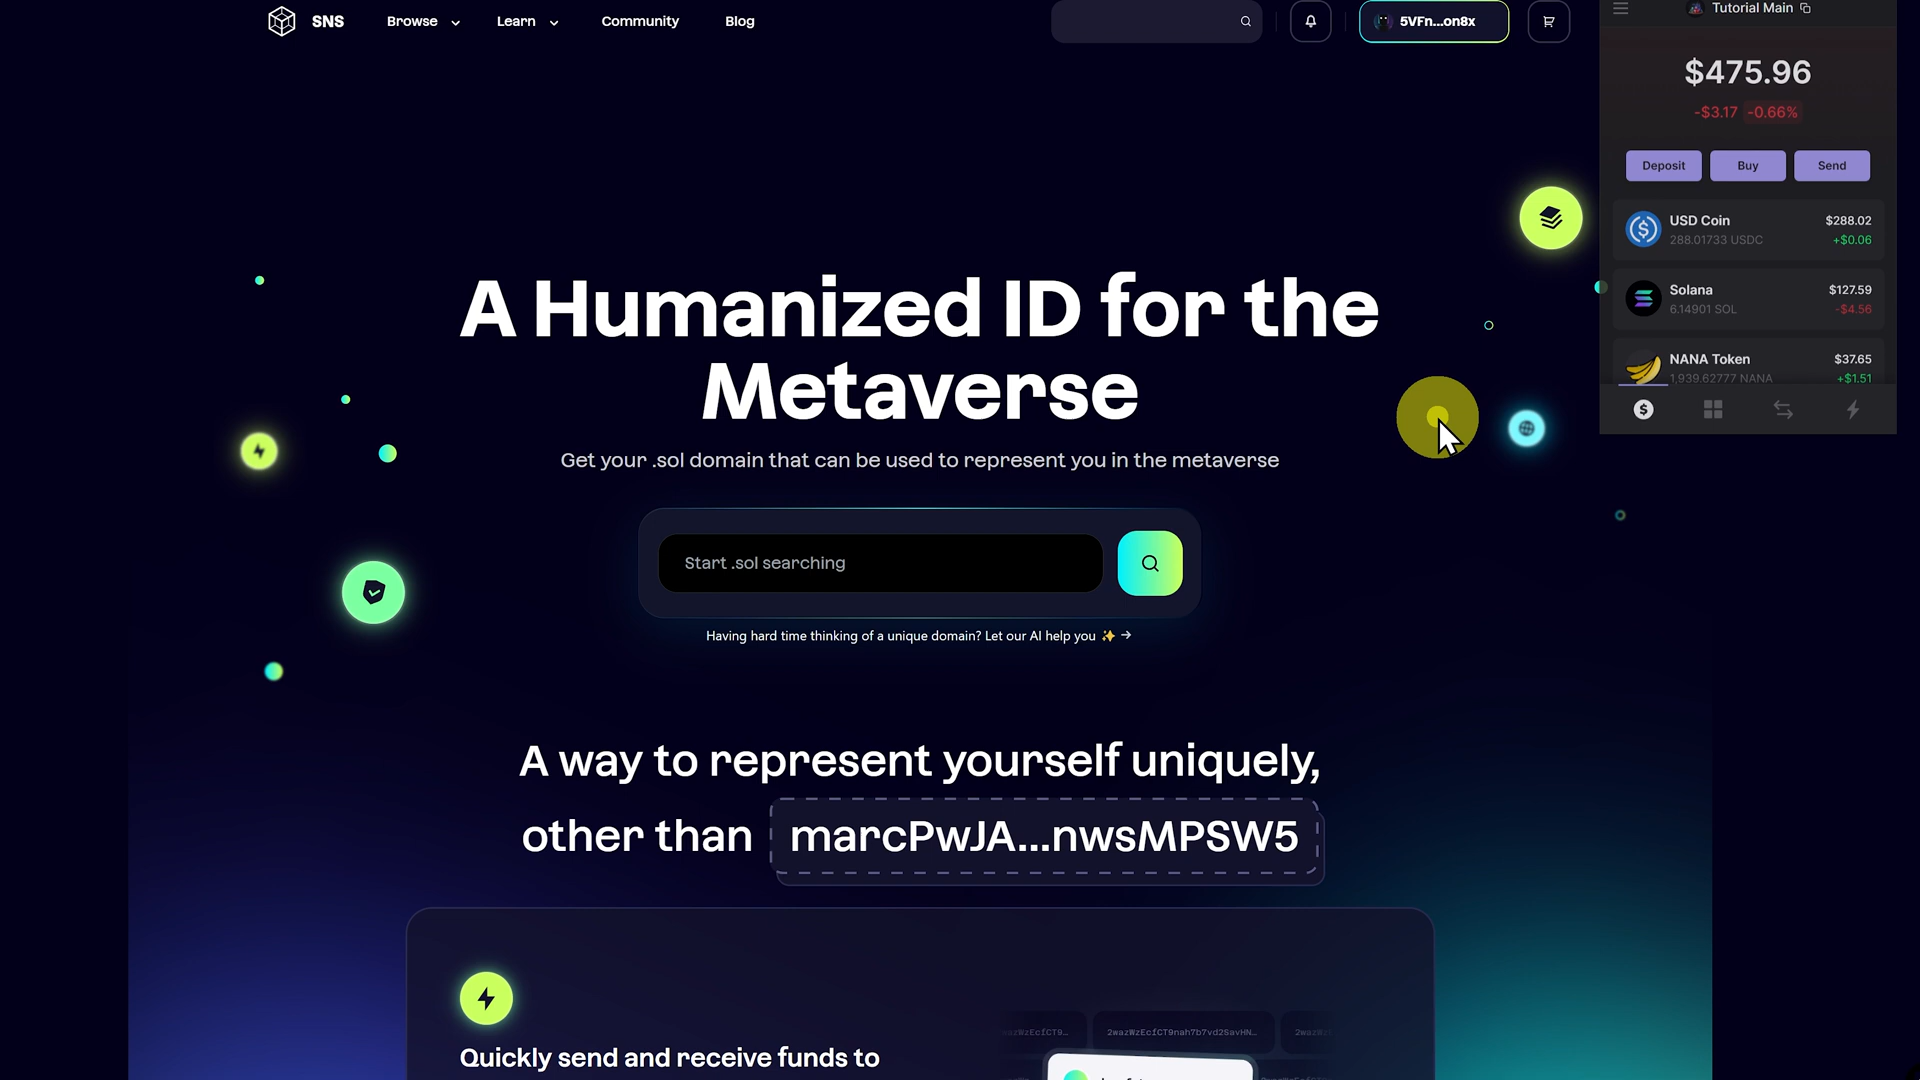 SNS
Browse
Learn
Community
Blog
5VFn...on8x
Tutorial Main
$475.96
-$3.17 -0.66%
Deposit
Buy
Send
USD Coin
$288.02
288.01733 USDC
+$0.06
Solana
$127.59
6.14901 SOL
-$4.56
NANA Token
$37.65
1,939.62777 NANA
+$1.51
A Humanized ID for the
Metaverse
Get your .sol domain that can be used to represent you in the metaverse
Start .sol searching
Having hard time thinking of a unique domain? Let our AI help you ✨ →
A way to represent yourself uniquely,
other than marcPwJA...nwsMPSW5
Quickly send and receive funds to
2wazWzEcfCT9nah7b7vd2SavHN...